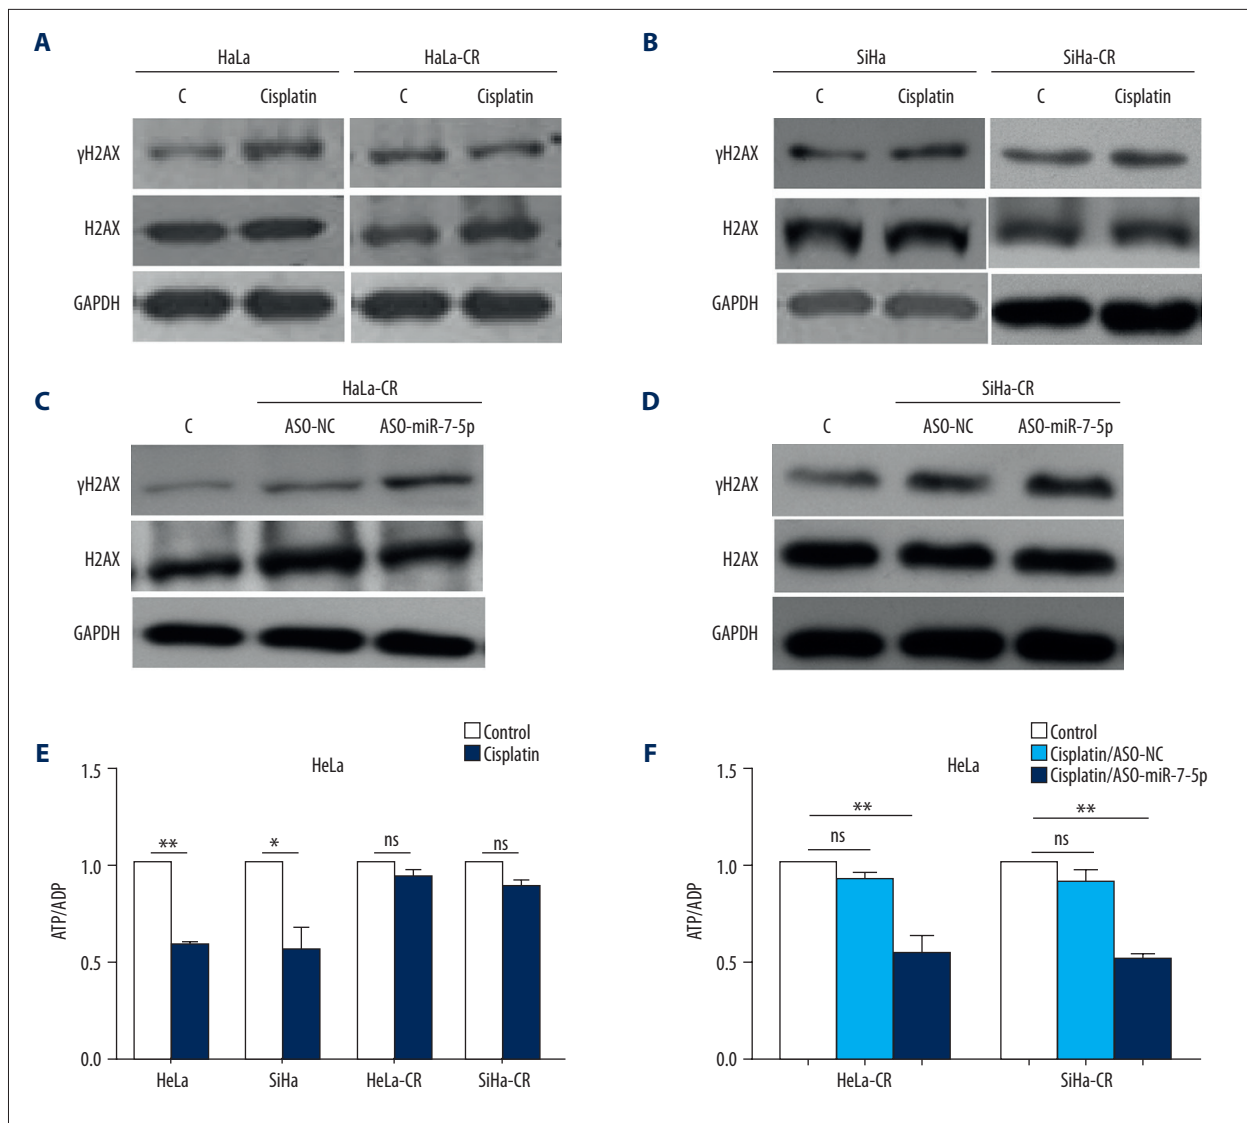 A
HaLa
HaLa-CR
C
Cisplatin
C
Cisplatin
γH2AX
H2AX
GAPDH
B
SiHa
SiHa-CR
C
Cisplatin
C
Cisplatin
γH2AX
H2AX
GAPDH
C
HaLa-CR
C
ASO-NC
ASO-miR-7-5p
γH2AX
H2AX
GAPDH
D
SiHa-CR
C
ASO-NC
ASO-miR-7-5p
γH2AX
H2AX
GAPDH
E
HeLa
Control
Cisplatin
ATP/ADP
1.5
1.0
0.5
0.0
**
*
ns
ns
HeLa
SiHa
HeLa-CR
SiHa-CR
F
HeLa
Control
Cisplatin/ASO-NC
Cisplatin/ASO-miR-7-5p
ATP/ADP
1.5
1.0
0.5
0.0
**
ns
**
ns
HeLa-CR
SiHa-CR